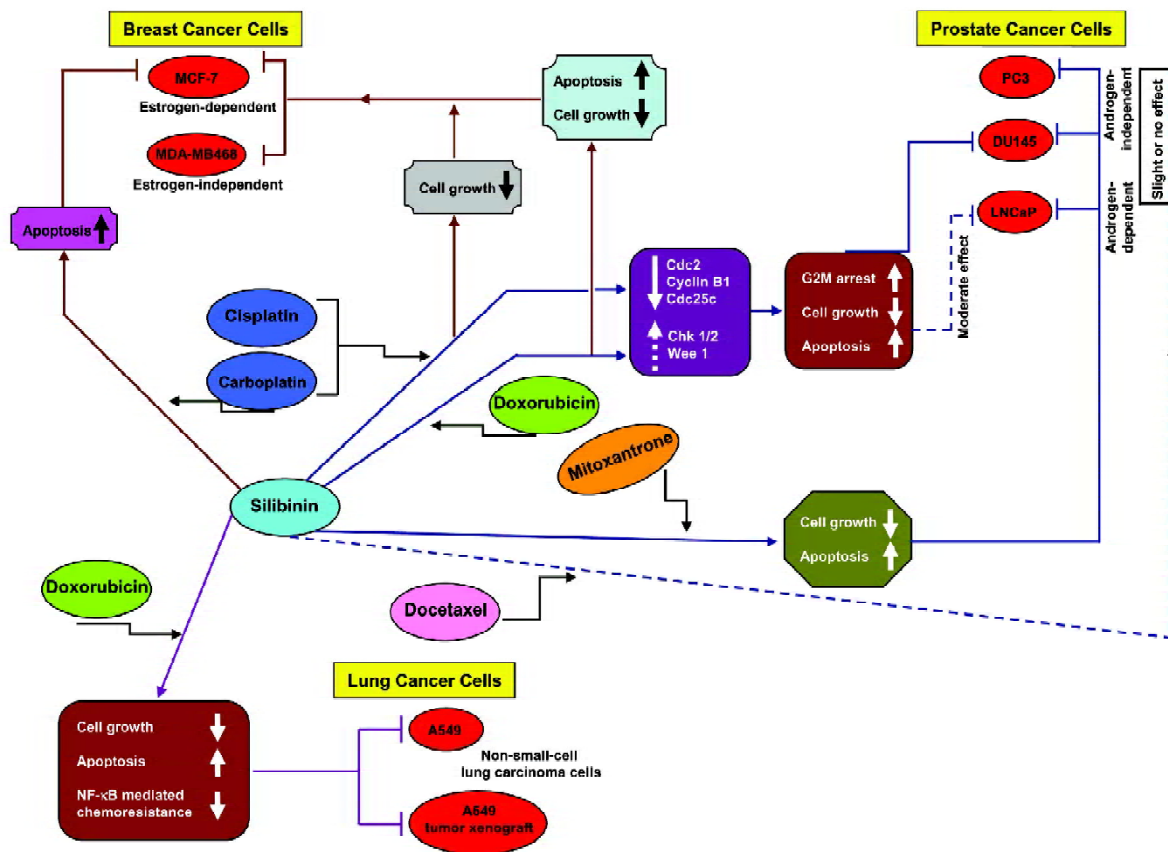 Breast Cancer Cells
Prostate Cancer Cells
MCF-7
Estrogen-dependent
MDA-MB468
Estrogen-independent
Apoptosis
Cell growth
Cell growth
Apoptosis
PC3
DU145
LNCaP
Androgen-
independent
Androgen-
dependent
Slight or no effect
Moderate effect
Cdc2
Cyclin B1
Cdc25c
Chk 1/2
Wee 1
G2M arrest
Cell growth
Apoptosis
Cisplatin
Carboplatin
Doxorubicin
Mitoxantrone
Silibinin
Cell growth
Apoptosis
Doxorubicin
Docetaxel
Lung Cancer Cells
Cell growth
Apoptosis
NF-κB mediated
chemoresistance
A549
Non-small-cell
lung carcinoma cells
A549
tumor xenograft